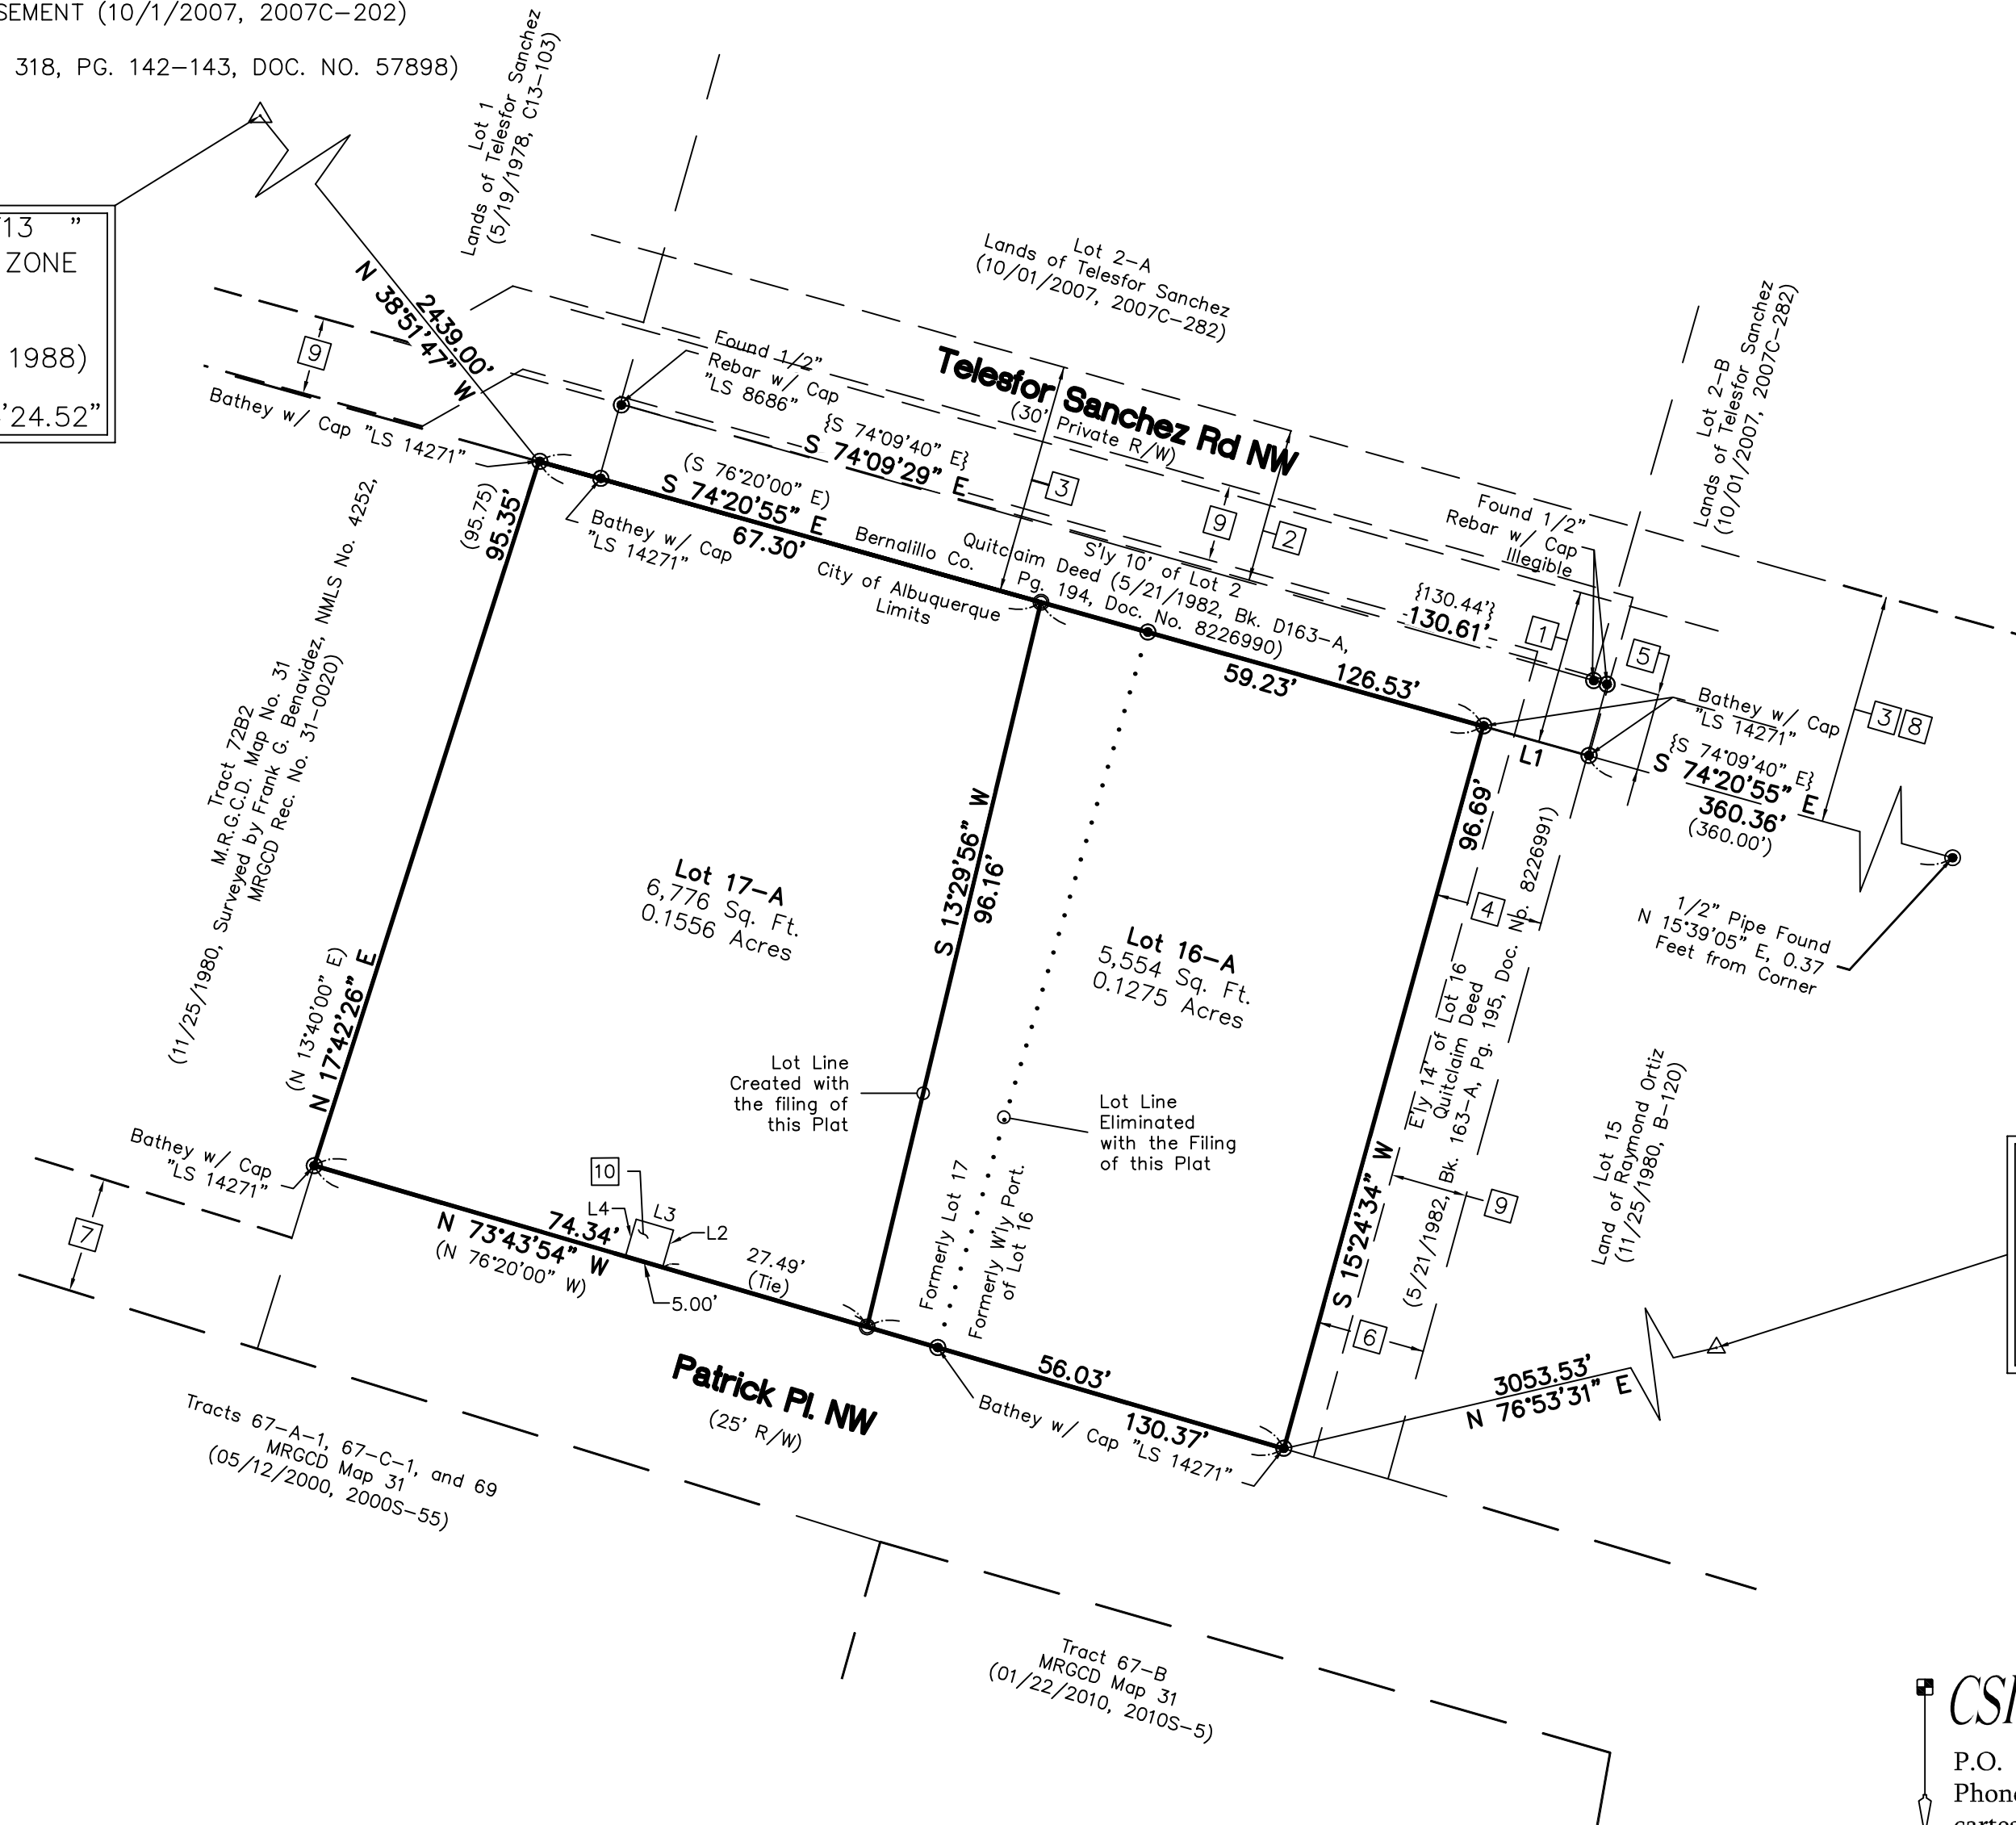 SEMENT (10/1/2007, 2007C-202)
318, PG. 142-143, DOC. NO. 57898)
713 "
ZONE
1988)
'24.52"
Lot 1
Lands of Telesfor Sanchez
(5/19/1978, C13-103)
Lot 2-A
Lands of Telesfor Sanchez
(10/01/2007, 2007C-282)
Lot 2-B
Lands of Telesfor Sanchez
(10/01/2007, 2007C-282)
2439.00'
N 38°51'47" W
9
Bathey w/ Cap "LS 14271"
Found 1/2"
Rebar w/ Cap
"LS 8686"
Telesfor Sanchez Rd NW
(30' Private R/W)
{S 74°09'40" E}
S 74°09'29" E
(S 76°20'00" E)
S 74°20'55" E
67.30'
3
9
2
Found 1/2"
Rebar w/ Cap
Illegible
Bathey w/ Cap
"LS 14271"
Bernalillo Co.
City of Albuquerque
Limits
S'ly 10' of Lot 2
Quitclaim Deed (5/21/1982, Bk. D163-A,
Pg. 194, Doc. No. 8226990)
{130.44'}
130.61'
1
5
59.23'
126.53'
L1
Bathey w/ Cap
"LS 14271"
{S 74°09'40" E}
S 74°20'55" E
360.36'
(360.00')
3
8
1/2" Pipe Found
N 15°39'05" E, 0.37
Feet from Corner
(95.75)
95.35'
(N 13°40'00" E)
N 17°42'26" E
Tract 72B2
M.R.G.C.D. Map No. 31
(11/25/1980, Surveyed by Frank G. Benavidez, NMLS No. 4252,
MRGCD Rec. No. 31-0020)
Lot 17-A
6,776 Sq. Ft.
0.1556 Acres
S 13°29'56" W
96.16'
Lot 16-A
5,554 Sq. Ft.
0.1275 Acres
96.69'
S 15°24'34" W
4
E'ly 14' of Lot 16
Quitclaim Deed
(5/21/1982, Bk. 163-A, Pg. 195, Doc. No. 8226991)
9
6
Lot 15
Land of Raymond Ortiz
(11/25/1980, B-120)
Lot Line
Created with
the filing of
this Plat
Lot Line
Eliminated
with the Filing
of this Plat
Formerly Lot 17
Formerly W'ly Port.
of Lot 16
Bathey w/ Cap
"LS 14271"
7
10
L4
L3
L2
74.34'
N 73°43'54" W
(N 76°20'00" W)
27.49'
(Tie)
5.00'
56.03'
130.37'
Bathey w/ Cap "LS 14271"
3053.53'
N 76°53'31" E
Patrick Pl. NW
(25' R/W)
Tracts 67-A-1, 67-C-1, and 69
MRGCD Map 31
(05/12/2000, 2000S-55)
Tract 67-B
MRGCD Map 31
(01/22/2010, 2010S-5)
P.O.